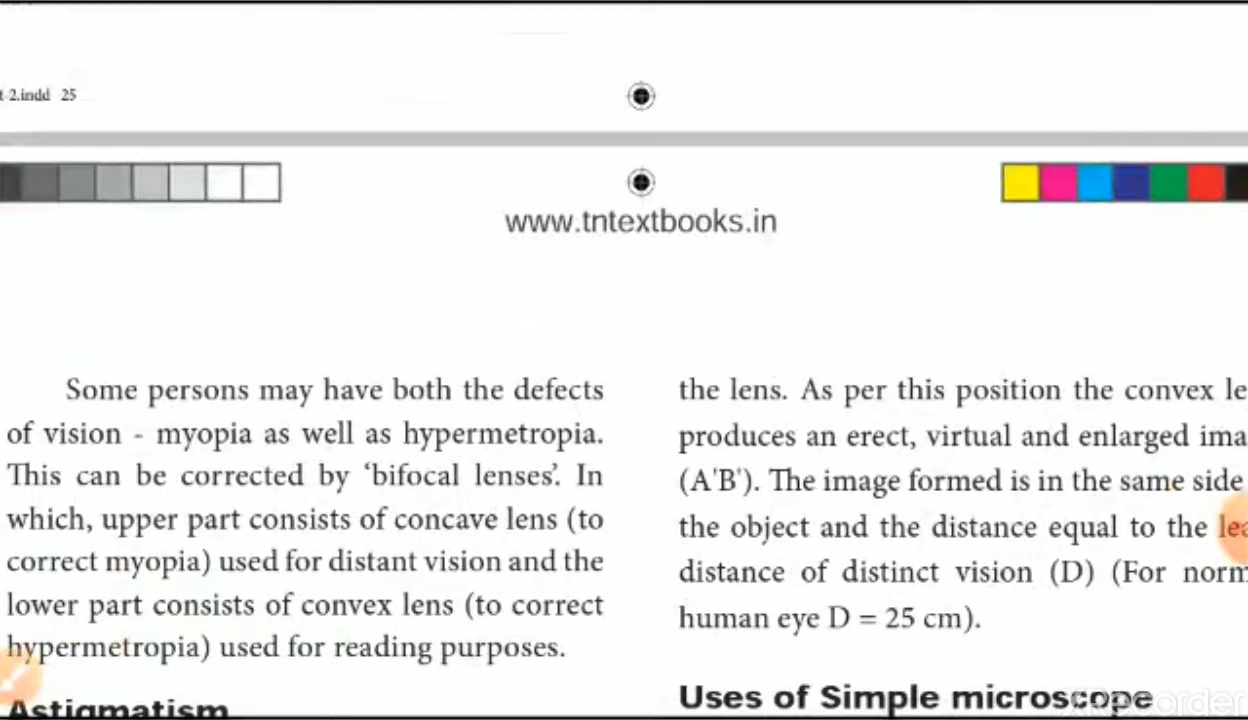 t-2.indd 25
www.tntextbooks.in
Some persons may have both the defects
of vision - myopia as well as hypermetropia.
This can be corrected by ‘bifocal lenses’. In
which, upper part consists of concave lens (to
correct myopia) used for distant vision and the
lower part consists of convex lens (to correct
hypermetropia) used for reading purposes.
Astigmatism
the lens. As per this position the convex le
produces an erect, virtual and enlarged ima
(A'B'). The image formed is in the same side
the object and the distance equal to the lea
distance of distinct vision (D) (For norm
human eye D = 25 cm).
Uses of Simple microscope
XRecorder